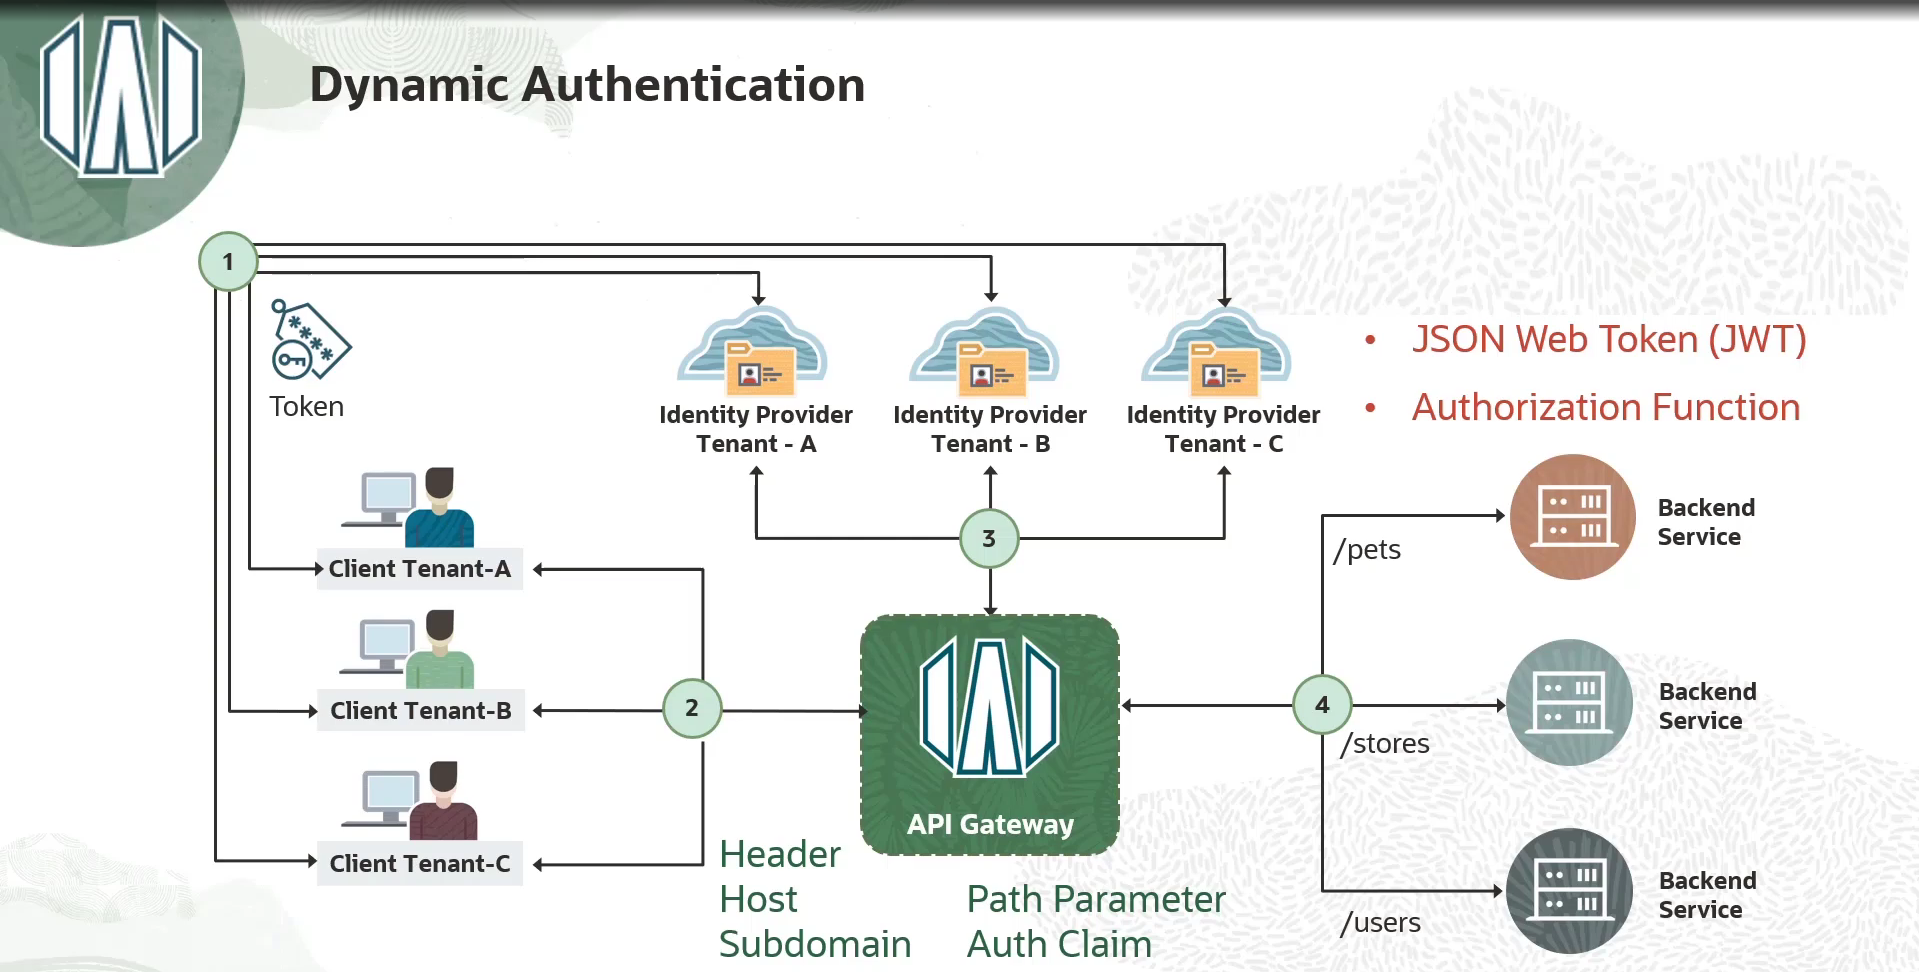 Dynamic Authentication
1
Token
Identity Provider
Tenant - A
Identity Provider
Tenant - B
Identity Provider
Tenant - C
• JSON Web Token (JWT)
• Authorization Function
Client Tenant-A
Client Tenant-B
Client Tenant-C
2
3
API Gateway
Header
Host
Subdomain
Path Parameter
Auth Claim
4
/pets
Backend
Service
/stores
Backend
Service
/users
Backend
Service